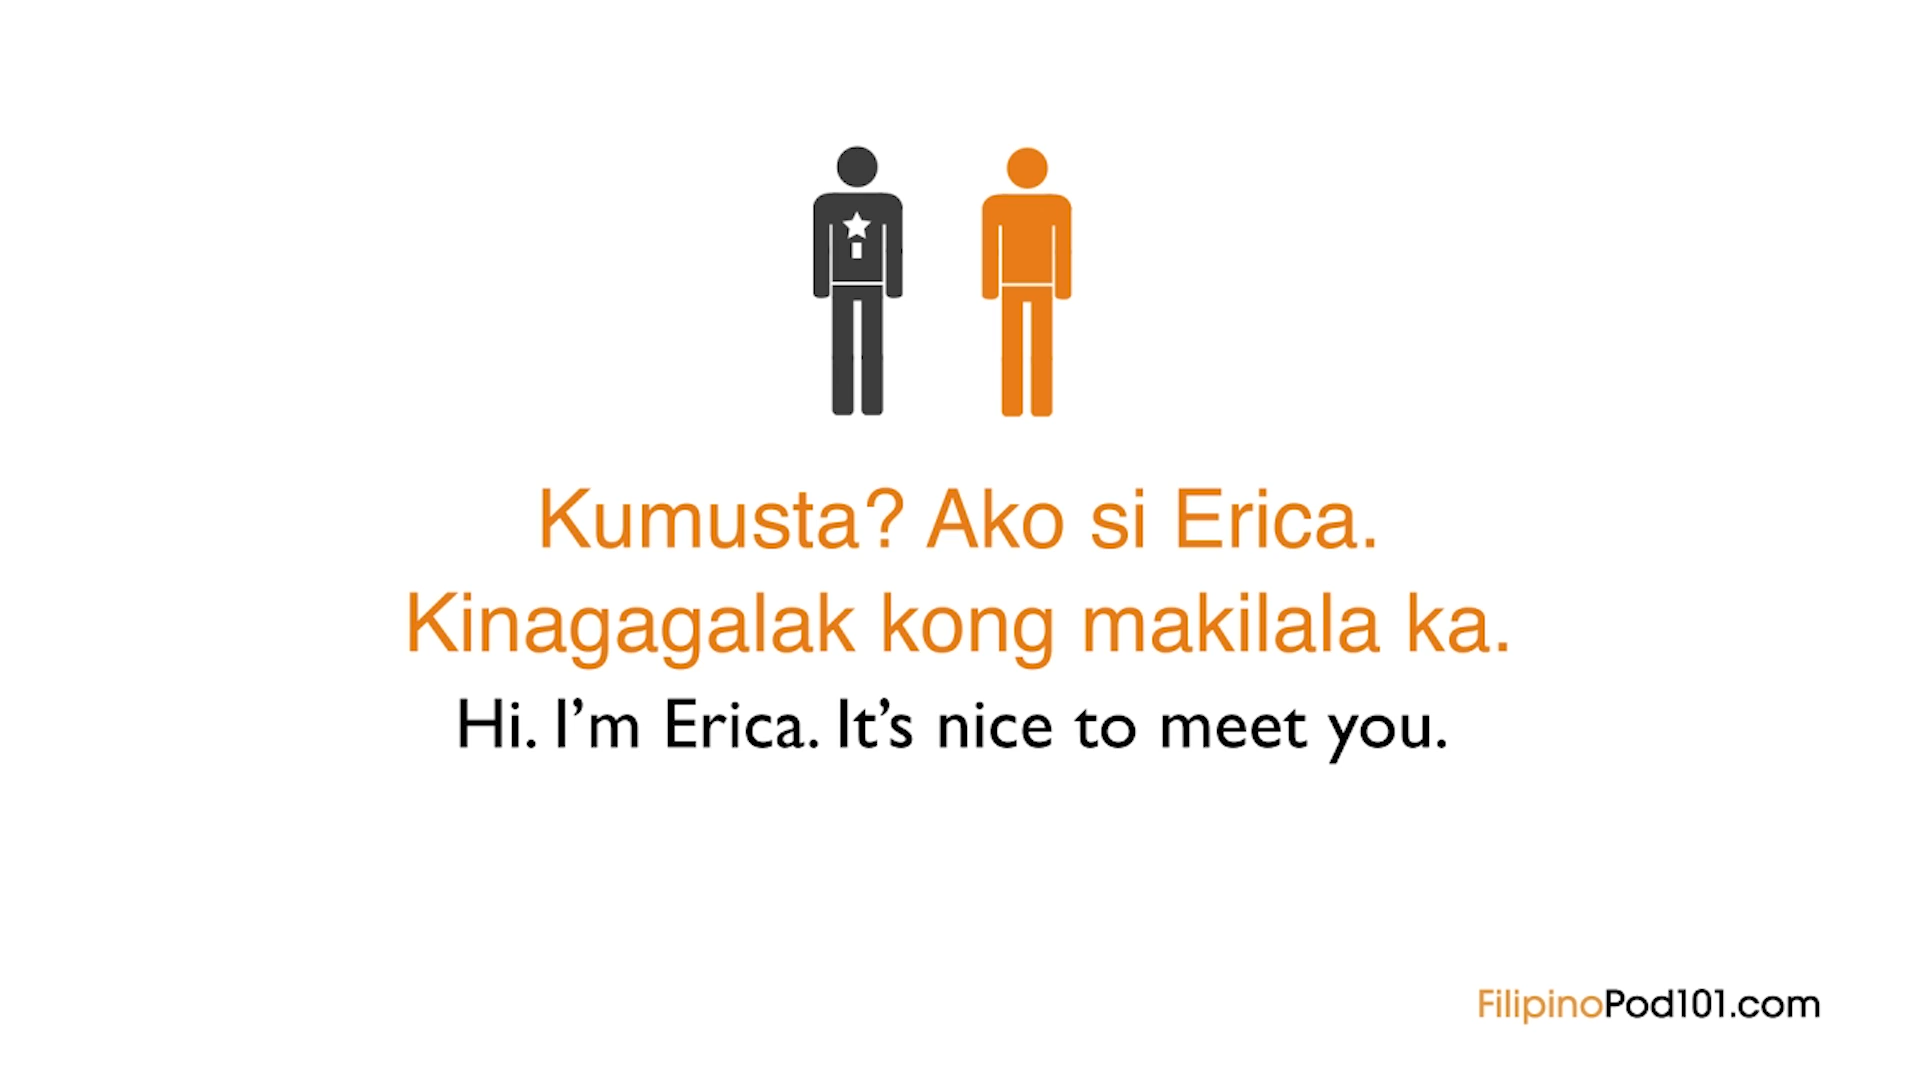 Kumusta? Ako si Erica.
Kinagagalak kong makilala ka.
Hi. I’m Erica. It’s nice to meet you.
FilipinoPod101.com